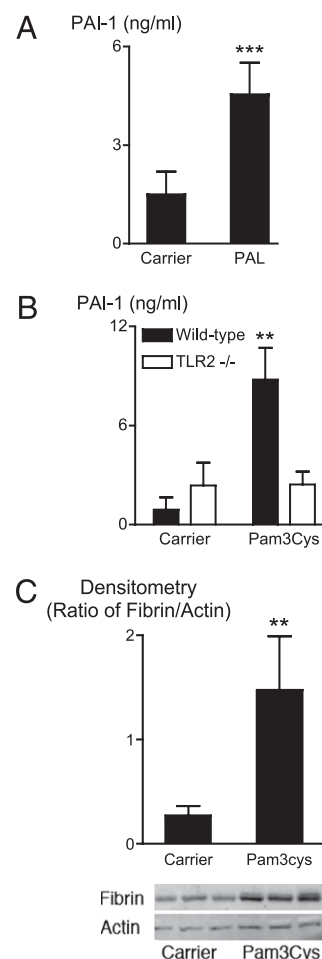 A
PAI-1 (ng/ml)
6
***
3
0
Carrier PAL
B
PAI-1 (ng/ml)
12
Wild-type
**
TLR2 -/-
6
0
Carrier Pam3Cys
C
Densitometry
(Ratio of Fibrin/Actin)
2
**
1
0
Carrier Pam3cys
Fibrin
Actin
Carrier Pam3Cys